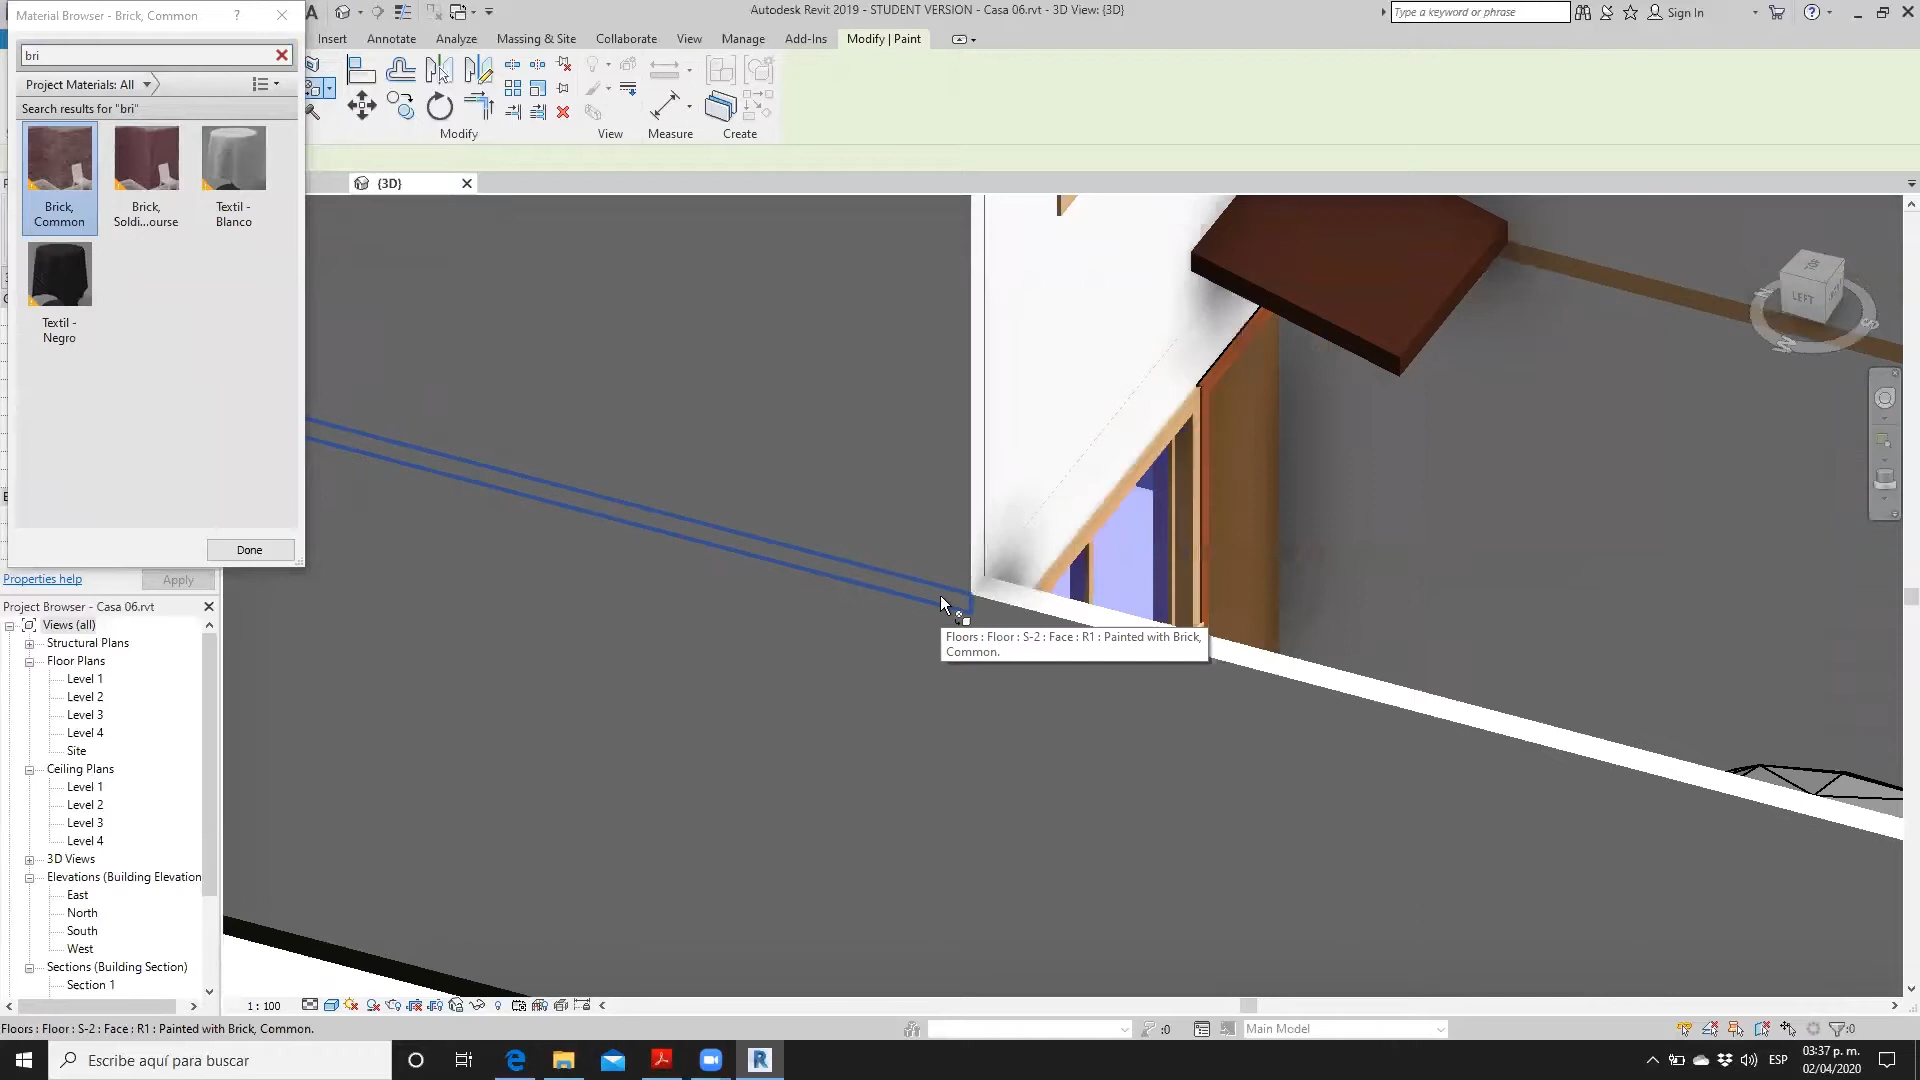 Material Browser - Brick, Common
?
Autodesk Revit 2019 - STUDENT VERSION - Casa 06.rvt - 3D View: {3D}
Type a keyword or phrase
Sign In
bri
Insert
Annotate
Analyze
Massing & Site
Collaborate
View
Manage
Add-Ins
Modify | Paint
Project Materials: All
Search results for "bri"
Modify
View
Measure
Create
{3D}
Brick,
Common
Brick,
Soldi...ourse
Textil -
Blanco
Textil -
Negro
TOP
LEFT
Done
Properties help
Apply
Floors : Floor : S-2 : Face : R1 : Painted with Brick,
Common.
Project Browser - Casa 06.rvt
Views (all)
Structural Plans
Floor Plans
Level 1
Level 2
Level 3
Level 4
Site
Ceiling Plans
Level 1
Level 2
Level 3
Level 4
3D Views
Elevations (Building Elevation
East
North
South
West
Sections (Building Section)
Section 1
1 : 100
Floors : Floor : S-2 : Face : R1 : Painted with Brick, Common.
:0
Main Model
:0
Escribe aquí para buscar
ESP
03:37 p. m.
02/04/2020